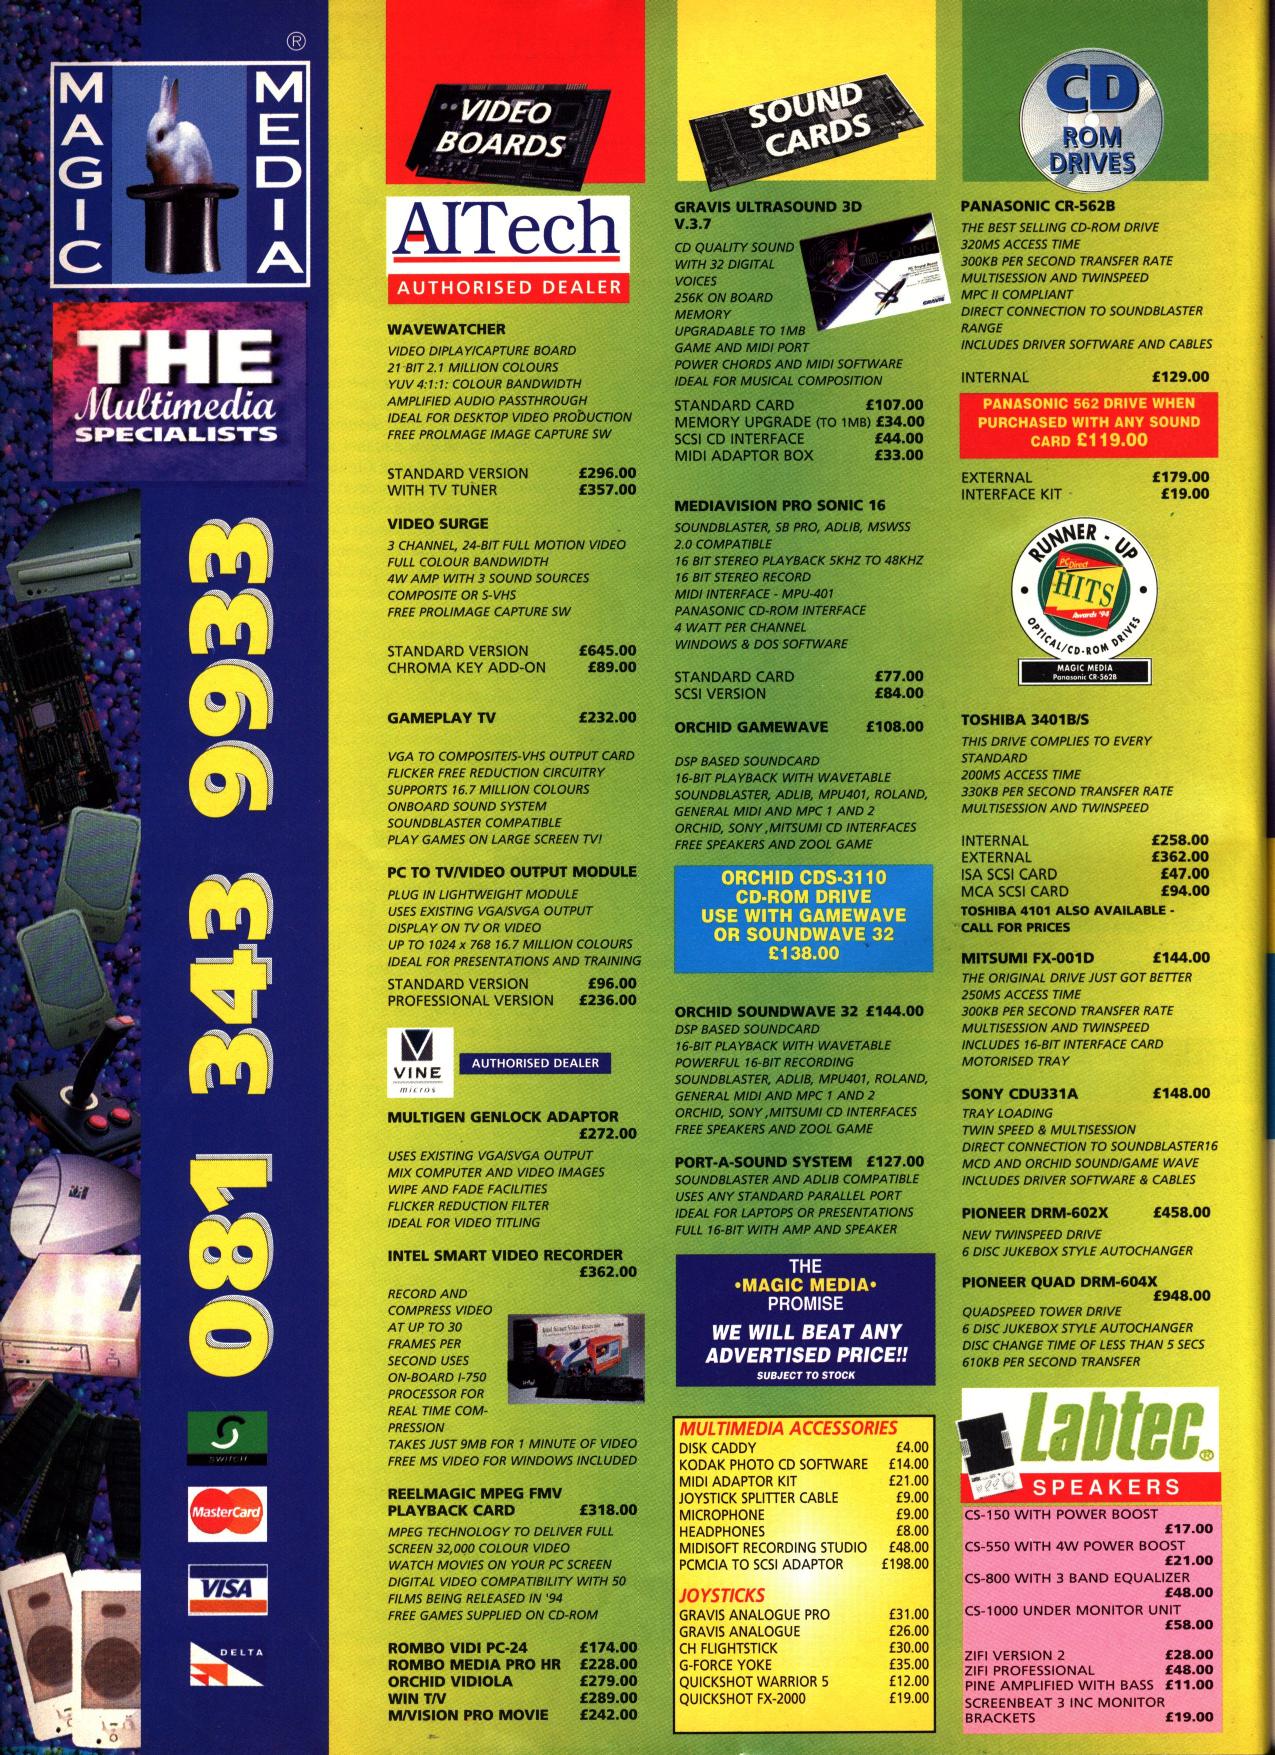 ®
MAGIC
MEDIA
THE
Multimedia
SPECIALISTS
081 343 9933
SWITCH
MasterCard
VISA
DELTA
VIDEO
BOARDS
AITech
AUTHORISED DEALER
WAVEWATCHER
VIDEO DIPLAY/CAPTURE BOARD
21 BIT 2.1 MILLION COLOURS
YUV 4:1:1: COLOUR BANDWIDTH
AMPLIFIED AUDIO PASSTHROUGH
IDEAL FOR DESKTOP VIDEO PRODUCTION
FREE PROLMAGE IMAGE CAPTURE SW
STANDARD VERSION £296.00
WITH TV TUNER £357.00
VIDEO SURGE
3 CHANNEL, 24-BIT FULL MOTION VIDEO
FULL COLOUR BANDWIDTH
4W AMP WITH 3 SOUND SOURCES
COMPOSITE OR S-VHS
FREE PROLIMAGE CAPTURE SW
STANDARD VERSION £645.00
CHROMA KEY ADD-ON £89.00
GAMEPLAY TV £232.00
VGA TO COMPOSITE/S-VHS OUTPUT CARD
FLICKER FREE REDUCTION CIRCUITRY
SUPPORTS 16.7 MILLION COLOURS
ONBOARD SOUND SYSTEM
SOUNDBLASTER COMPATIBLE
PLAY GAMES ON LARGE SCREEN TV!
PC TO TV/VIDEO OUTPUT MODULE
PLUG IN LIGHTWEIGHT MODULE
USES EXISTING VGA/SVGA OUTPUT
DISPLAY ON TV OR VIDEO
UP TO 1024 x 768 16.7 MILLION COLOURS
IDEAL FOR PRESENTATIONS AND TRAINING
STANDARD VERSION £96.00
PROFESSIONAL VERSION £236.00
VINE
micros
AUTHORISED DEALER
MULTIGEN GENLOCK ADAPTOR
£272.00
USES EXISTING VGA/SVGA OUTPUT
MIX COMPUTER AND VIDEO IMAGES
WIPE AND FADE FACILITIES
FLICKER REDUCTION FILTER
IDEAL FOR VIDEO TITLING
INTEL SMART VIDEO RECORDER
£362.00
RECORD AND
COMPRESS VIDEO
AT UP TO 30
FRAMES PER
SECOND USES
ON-BOARD I-750
PROCESSOR FOR
REAL TIME COM-
PRESSION
TAKES JUST 9MB FOR 1 MINUTE OF VIDEO
FREE MS VIDEO FOR WINDOWS INCLUDED
REELMAGIC MPEG FMV
PLAYBACK CARD £318.00
MPEG TECHNOLOGY TO DELIVER FULL
SCREEN 32,000 COLOUR VIDEO
WATCH MOVIES ON YOUR PC SCREEN
DIGITAL VIDEO COMPATIBILITY WITH 50
FILMS BEING RELEASED IN '94
FREE GAMES SUPPLIED ON CD-ROM
ROMBO VIDI PC-24 £174.00
ROMBO MEDIA PRO HR £228.00
ORCHID VIDIOLA £279.00
WIN T/V £289.00
M/VISION PRO MOVIE £242.00
SOUND
CARDS
GRAVIS ULTRASOUND 3D
V.3.7
CD QUALITY SOUND
WITH 32 DIGITAL
VOICES
256K ON BOARD
MEMORY
UPGRADABLE TO 1MB
GAME AND MIDI PORT
POWER CHORDS AND MIDI SOFTWARE
IDEAL FOR MUSICAL COMPOSITION
STANDARD CARD £107.00
MEMORY UPGRADE (TO 1MB) £34.00
SCSI CD INTERFACE £44.00
MIDI ADAPTOR BOX £33.00
MEDIAVISION PRO SONIC 16
SOUNDBLASTER, SB PRO, ADLIB, MSWSS
2.0 COMPATIBLE
16 BIT STEREO PLAYBACK 5KHZ TO 48KHZ
16 BIT STEREO RECORD
MIDI INTERFACE - MPU-401
PANASONIC CD-ROM INTERFACE
4 WATT PER CHANNEL
WINDOWS & DOS SOFTWARE
STANDARD CARD £77.00
SCSI VERSION £84.00
ORCHID GAMEWAVE £108.00
DSP BASED SOUNDCARD
16-BIT PLAYBACK WITH WAVETABLE
SOUNDBLASTER, ADLIB, MPU401, ROLAND,
GENERAL MIDI AND MPC 1 AND 2
ORCHID, SONY ,MITSUMI CD INTERFACES
FREE SPEAKERS AND ZOOL GAME
ORCHID CDS-3110
CD-ROM DRIVE
USE WITH GAMEWAVE
OR SOUNDWAVE 32
£138.00
ORCHID SOUNDWAVE 32 £144.00
DSP BASED SOUNDCARD
16-BIT PLAYBACK WITH WAVETABLE
POWERFUL 16-BIT RECORDING
SOUNDBLASTER, ADLIB, MPU401, ROLAND,
GENERAL MIDI AND MPC 1 AND 2
ORCHID, SONY ,MITSUMI CD INTERFACES
FREE SPEAKERS AND ZOOL GAME
PORT-A-SOUND SYSTEM £127.00
SOUNDBLASTER AND ADLIB COMPATIBLE
USES ANY STANDARD PARALLEL PORT
IDEAL FOR LAPTOPS OR PRESENTATIONS
FULL 16-BIT WITH AMP AND SPEAKER
THE
•MAGIC MEDIA•
PROMISE
WE WILL BEAT ANY
ADVERTISED PRICE!!
SUBJECT TO STOCK
MULTIMEDIA ACCESSORIES
DISK CADDY £4.00
KODAK PHOTO CD SOFTWARE £14.00
MIDI ADAPTOR KIT £21.00
JOYSTICK SPLITTER CABLE £9.00
MICROPHONE £9.00
HEADPHONES £8.00
MIDISOFT RECORDING STUDIO £48.00
PCMCIA TO SCSI ADAPTOR £198.00
JOYSTICKS
GRAVIS ANALOGUE PRO £31.00
GRAVIS ANALOGUE £26.00
CH FLIGHTSTICK £30.00
G-FORCE YOKE £35.00
QUICKSHOT WARRIOR 5 £12.00
QUICKSHOT FX-2000 £19.00
CD
ROM
DRIVES
PANASONIC CR-562B
THE BEST SELLING CD-ROM DRIVE
320MS ACCESS TIME
300KB PER SECOND TRANSFER RATE
MULTISESSION AND TWINSPEED
MPC II COMPLIANT
DIRECT CONNECTION TO SOUNDBLASTER
RANGE
INCLUDES DRIVER SOFTWARE AND CABLES
INTERNAL £129.00
PANASONIC 562 DRIVE WHEN
PURCHASED WITH ANY SOUND
CARD £119.00
EXTERNAL £179.00
INTERFACE KIT £19.00
RUNNER - UP
PC Direct
HITS
Awards '94
OPTICAL/CD-ROM DRIVES
MAGIC MEDIA
Panasonic CR-562B
TOSHIBA 3401B/S
THIS DRIVE COMPLIES TO EVERY
STANDARD
200MS ACCESS TIME
330KB PER SECOND TRANSFER RATE
MULTISESSION AND TWINSPEED
INTERNAL £258.00
EXTERNAL £362.00
ISA SCSI CARD £47.00
MCA SCSI CARD £94.00
TOSHIBA 4101 ALSO AVAILABLE -
CALL FOR PRICES
MITSUMI FX-001D £144.00
THE ORIGINAL DRIVE JUST GOT BETTER
250MS ACCESS TIME
300KB PER SECOND TRANSFER RATE
MULTISESSION AND TWINSPEED
INCLUDES 16-BIT INTERFACE CARD
MOTORISED TRAY
SONY CDU331A £148.00
TRAY LOADING
TWIN SPEED & MULTISESSION
DIRECT CONNECTION TO SOUNDBLASTER16
MCD AND ORCHID SOUND/GAME WAVE
INCLUDES DRIVER SOFTWARE & CABLES
PIONEER DRM-602X £458.00
NEW TWINSPEED DRIVE
6 DISC JUKEBOX STYLE AUTOCHANGER
PIONEER QUAD DRM-604X
£948.00
QUADSPEED TOWER DRIVE
6 DISC JUKEBOX STYLE AUTOCHANGER
DISC CHANGE TIME OF LESS THAN 5 SECS
610KB PER SECOND TRANSFER
Labtec®
SPEAKERS
CS-150 WITH POWER BOOST
£17.00
CS-550 WITH 4W POWER BOOST
£21.00
CS-800 WITH 3 BAND EQUALIZER
£48.00
CS-1000 UNDER MONITOR UNIT
£58.00
ZIFI VERSION 2 £28.00
ZIFI PROFESSIONAL £48.00
PINE AMPLIFIED WITH BASS £11.00
SCREENBEAT 3 INC MONITOR
BRACKETS £19.00